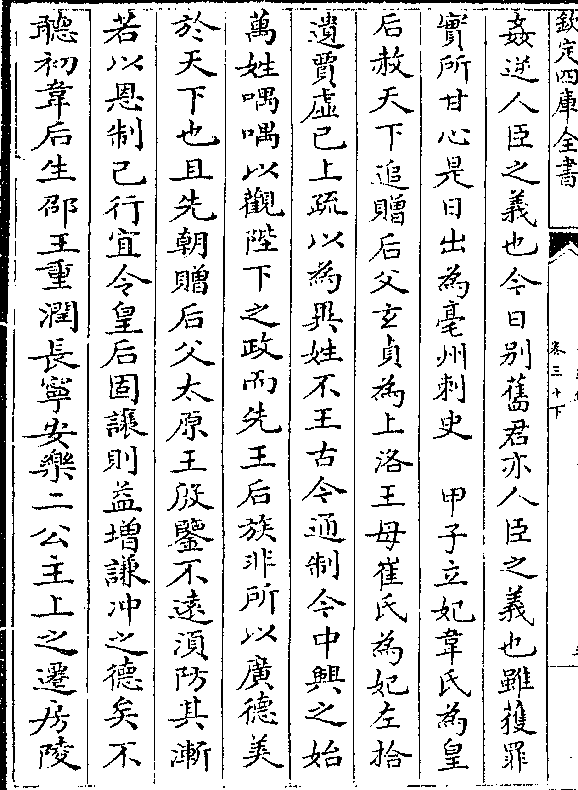 欽定四庫全書
卷三十下
姦逆人臣之義也今日别舊君亦人臣之義也雖獲罪
實所甘心是日出為亳州刺史　甲子立妃韋氏為皇
后赦天下追贈后父玄貞為上洛王母崔氏為妃左拾
遺賈虛已上疏以為異姓不王古今通制今中興之始
萬姓喁喁以觀陛下之政而先王后族非所以廣德美
於天下也且先朝贈后父太原王殷鑒不遠湏防其漸
若以恩制已行宜令皇后固讓則益增謙冲之德矣不
聽初韋后生邵王重潤長寧安樂二公主上之遷房陵